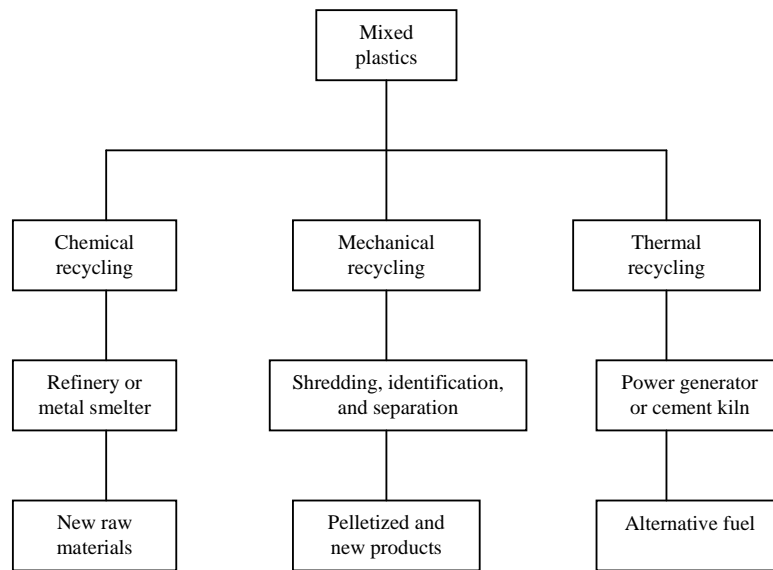 Mixed
plastics
Chemical
recycling
Mechanical
recycling
Thermal
recycling
Refinery or
metal smelter
Shredding, identification,
and separation
Power generator
or cement kiln
New raw
materials
Pelletized and
new products
Alternative fuel